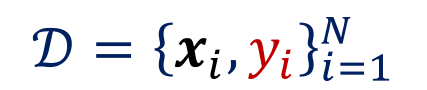 𝒟 = {𝒙ᵢ, yᵢ}ᵢ₌₁ᴺ